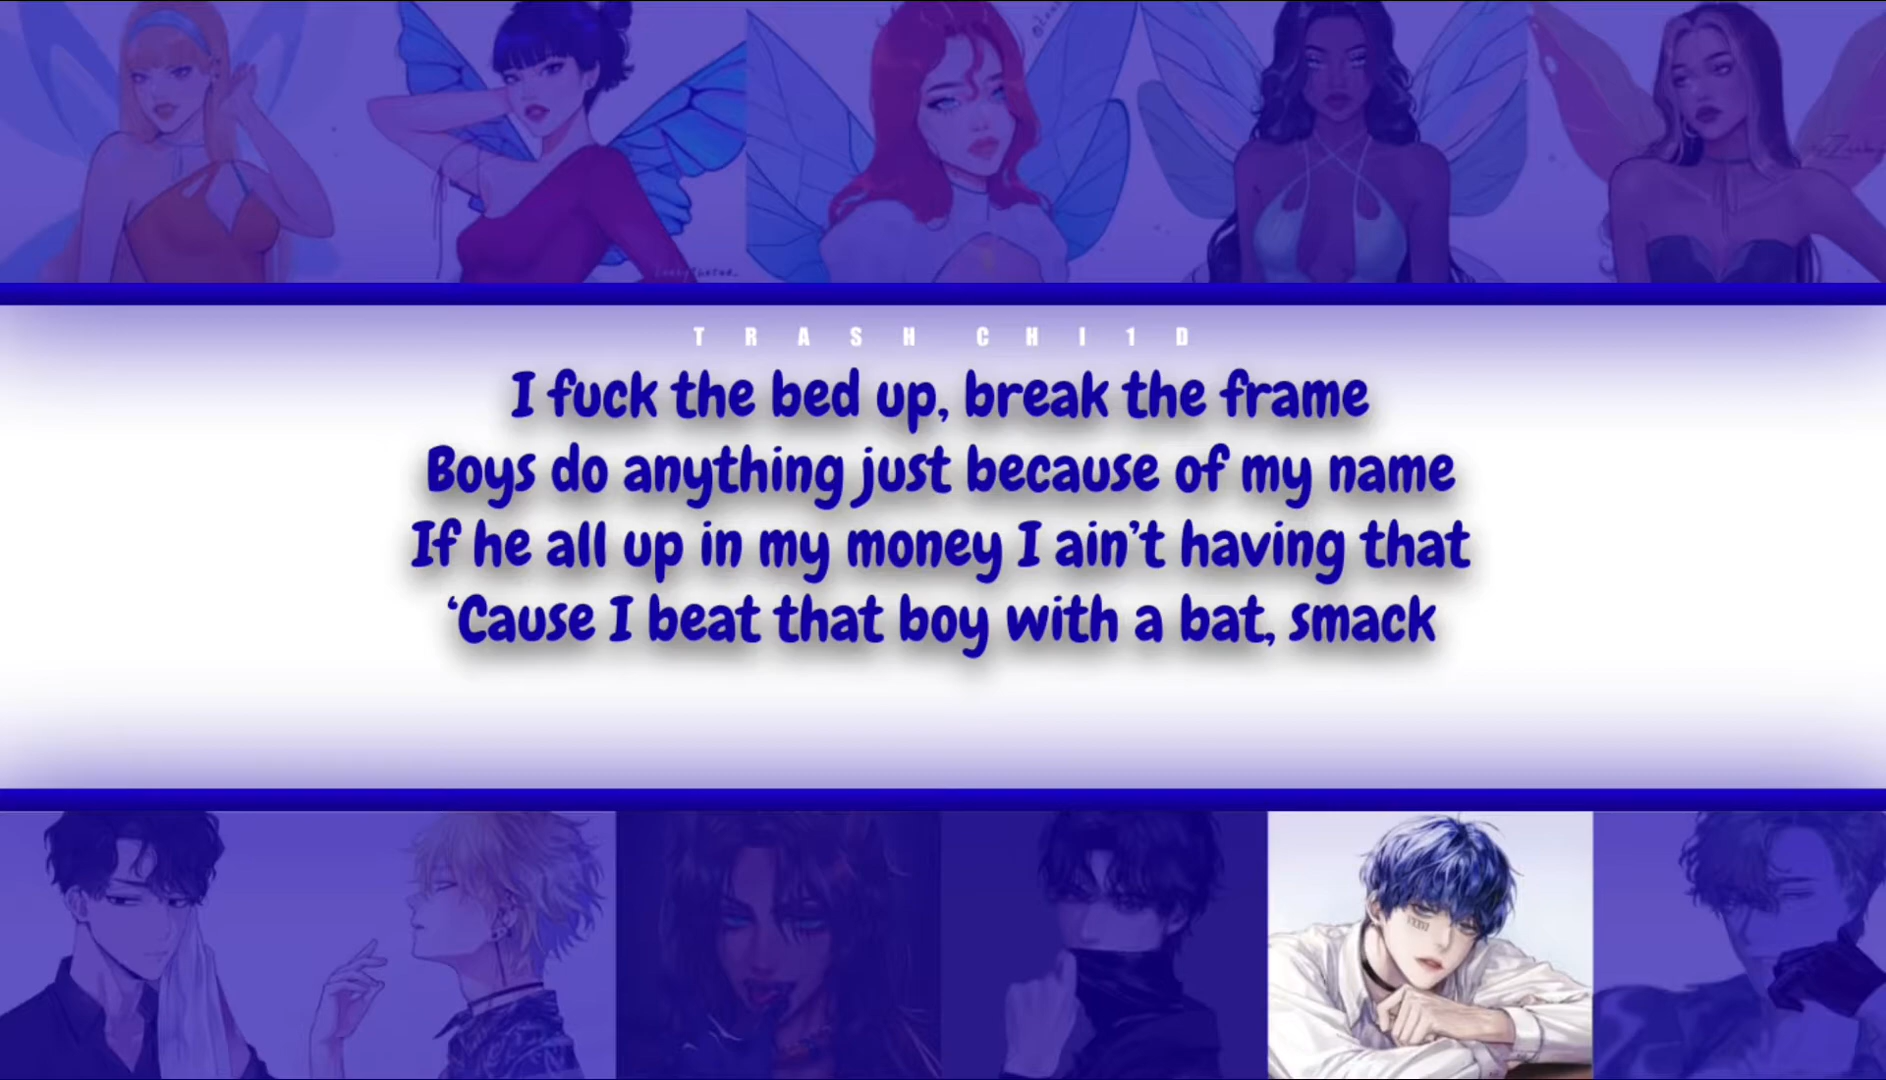 T R A S H C H I 1 D
I fuck the bed up, break the frame
Boys do anything just because of my name
If he all up in my money I ain't having that
‘Cause I beat that boy with a bat, smack